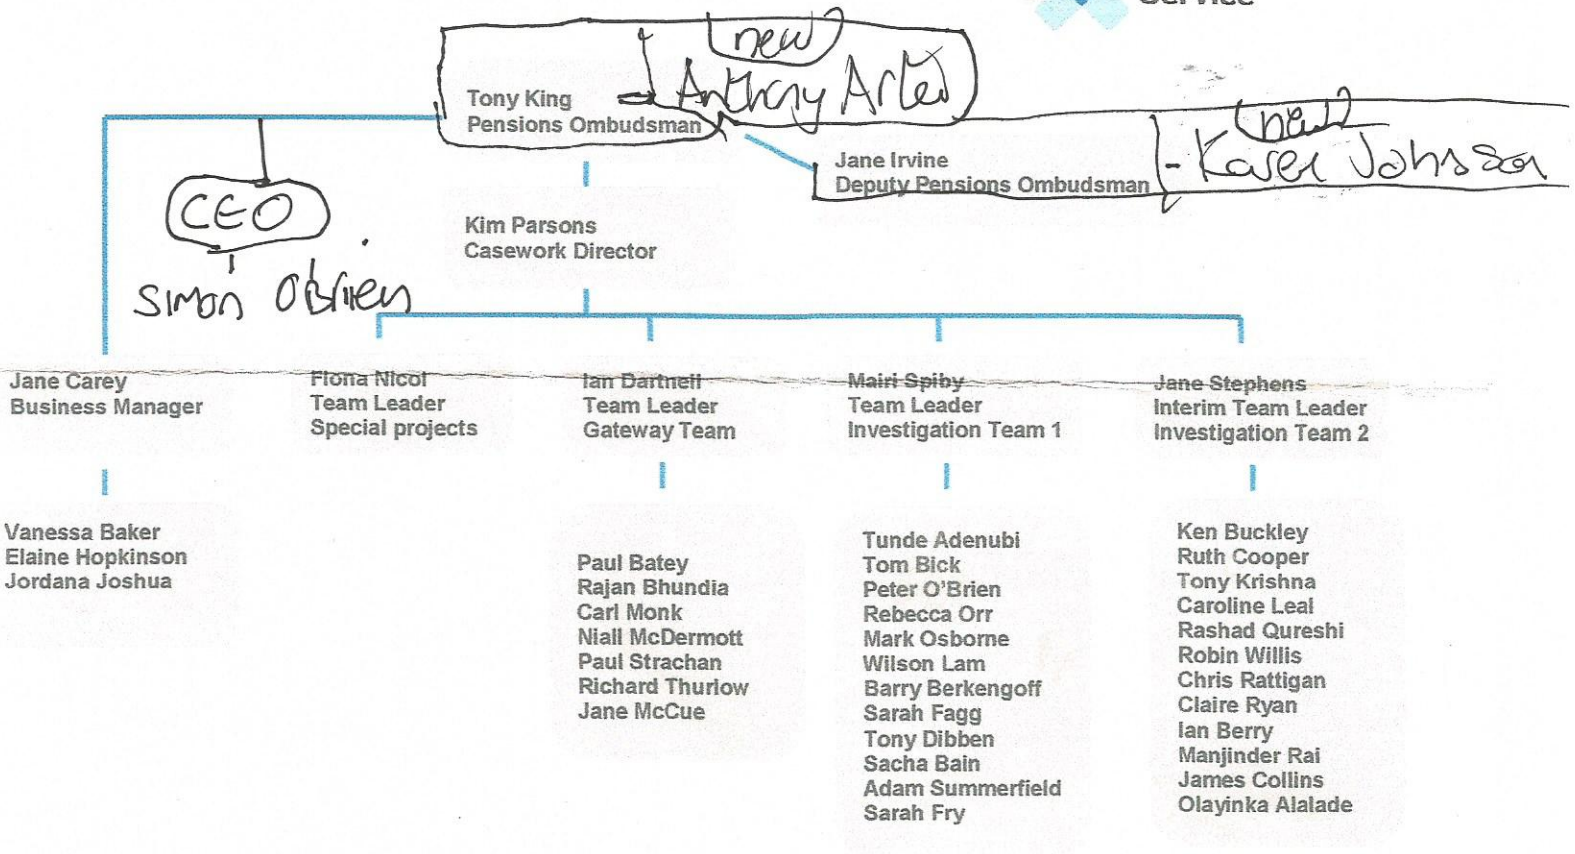 Service
new
Anthony Arter
Tony King
Pensions Ombudsman
new
- Karen Johnson
Jane Irvine
Deputy Pensions Ombudsman
CEO
Simon O'Brien
Kim Parsons
Casework Director
Jane Carey
Business Manager
Fiona Nicol
Team Leader
Special projects
Ian Dartnell
Team Leader
Gateway Team
Mairi Spiby
Team Leader
Investigation Team 1
Jane Stephens
Interim Team Leader
Investigation Team 2
Vanessa Baker
Elaine Hopkinson
Jordana Joshua
Paul Batey
Rajan Bhundia
Carl Monk
Niall McDermott
Paul Strachan
Richard Thurlow
Jane McCue
Tunde Adenubi
Tom Bick
Peter O'Brien
Rebecca Orr
Mark Osborne
Wilson Lam
Barry Berkengoff
Sarah Fagg
Tony Dibben
Sacha Bain
Adam Summerfield
Sarah Fry
Ken Buckley
Ruth Cooper
Tony Krishna
Caroline Leal
Rashad Qureshi
Robin Willis
Chris Rattigan
Claire Ryan
Ian Berry
Manjinder Rai
James Collins
Olayinka Alalade